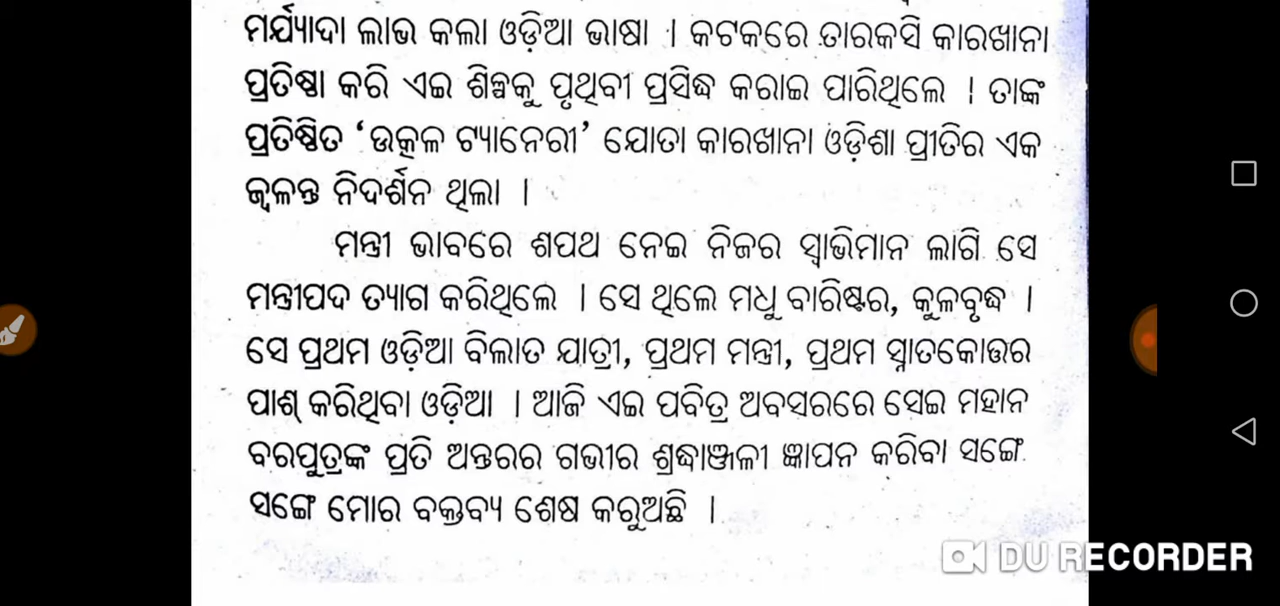 ମର୍ଯ୍ୟାଦା ଲାଭ କଲା ଓଡ଼ିଆ ଭାଷା । କଟକରେ ତାରକସି କାରଖାନା
ପ୍ରତିଷ୍ଠା କରି ଏଇ ଶିଳ୍ପକୁ ପୃଥିବୀ ପ୍ରସିଦ୍ଧ କରାଇ ପାରିଥିଲେ । ତାଙ୍କ
ପ୍ରତିଷ୍ଠିତ ‘ଉତ୍କଳ ଟ୍ୟାନେରୀ’ ଯୋତା କାରଖାନା ଓଡ଼ିଶା ପ୍ରୀତିର ଏକ
ଜ୍ୱଳନ୍ତ ନିଦର୍ଶନ ଥିଲା ।
ମନ୍ତ୍ରୀ ଭାବରେ ଶପଥ ନେଇ ନିଜର ସ୍ୱାଭିମାନ ଲାଗି ସେ
ମନ୍ତ୍ରୀପଦ ତ୍ୟାଗ କରିଥିଲେ । ସେ ଥିଲେ ମଧୁ ବାରିଷ୍ଟର, କୁଳବୃଦ୍ଧ ।
ସେ ପ୍ରଥମ ଓଡ଼ିଆ ବିଲାତ ଯାତ୍ରୀ, ପ୍ରଥମ ମନ୍ତ୍ରୀ, ପ୍ରଥମ ସ୍ନାତକୋତ୍ତର
ପାଶ୍ କରିଥିବା ଓଡ଼ିଆ । ଆଜି ଏଇ ପବିତ୍ର ଅବସରରେ ସେଇ ମହାନ
ବରପୁତ୍ରଙ୍କ ପ୍ରତି ଅନ୍ତରର ଗଭୀର ଶ୍ରଦ୍ଧାଞ୍ଜଳୀ ଜ୍ଞାପନ କରିବା ସଙ୍ଗେ
ସଙ୍ଗେ ମୋର ବକ୍ତବ୍ୟ ଶେଷ କରୁଅଛି ।
DU RECORDER